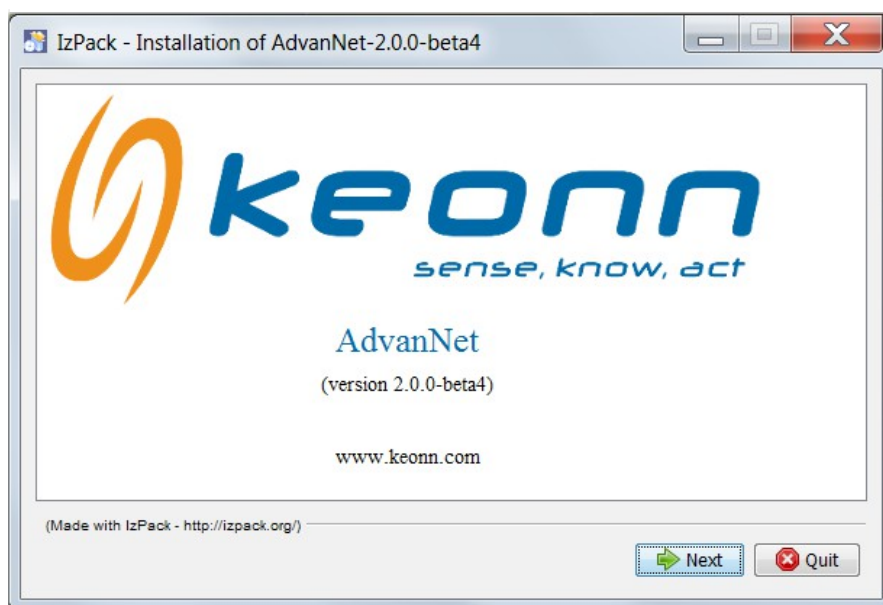 IzPack - Installation of AdvanNet-2.0.0-beta4
keonn
sense, know, act
AdvanNet
(version 2.0.0-beta4)
www.keonn.com
(Made with IzPack - http://izpack.org/)
Next
Quit